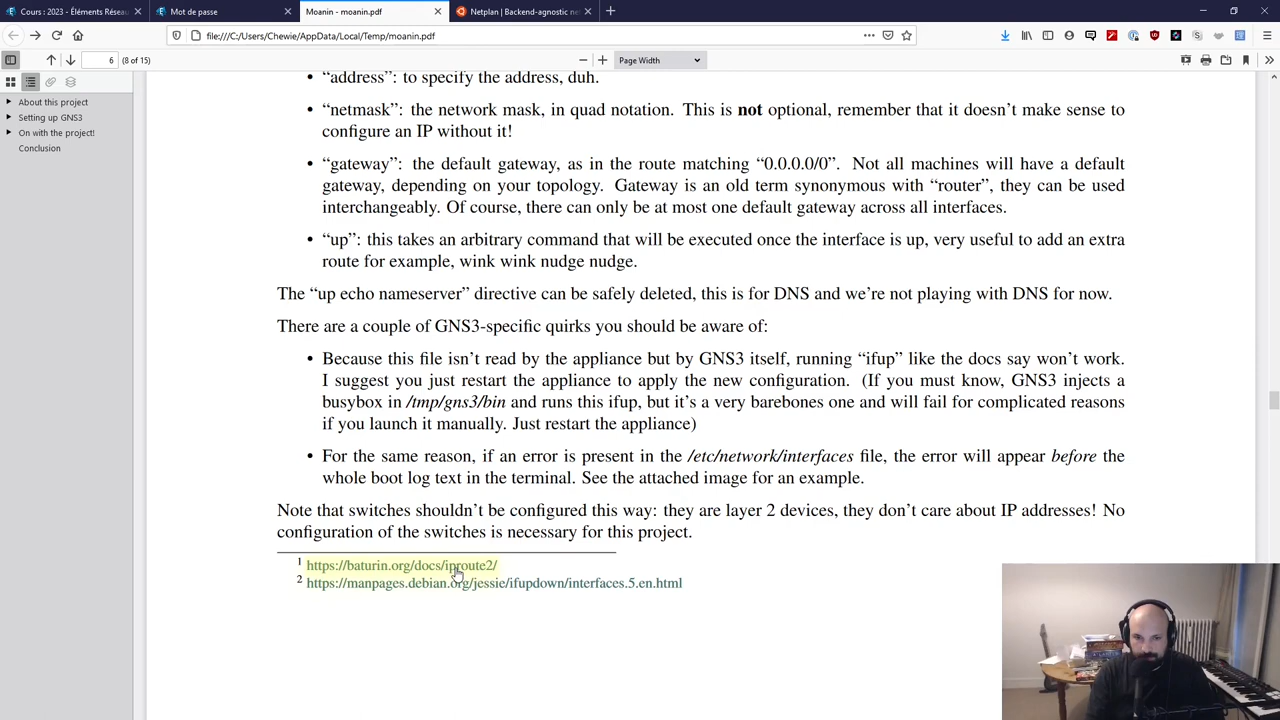 Cours : 2023 - Éléments Réseau
Mot de passe
Moanin - moanin.pdf
Netplan | Backend-agnostic net
file:///C:/Users/Chewie/AppData/Local/Temp/moanin.pdf
6
(8 of 15)
Page Width
About this project
Setting up GNS3
On with the project!
Conclusion
• “address”: to specify the address, duh.
• “netmask”: the network mask, in quad notation. This is not optional, remember that it doesn’t make sense to
configure an IP without it!
• “gateway”: the default gateway, as in the route matching “0.0.0.0/0”. Not all machines will have a default
gateway, depending on your topology. Gateway is an old term synonymous with “router”, they can be used
interchangeably. Of course, there can only be at most one default gateway across all interfaces.
• “up”: this takes an arbitrary command that will be executed once the interface is up, very useful to add an extra
route for example, wink wink nudge nudge.
The “up echo nameserver” directive can be safely deleted, this is for DNS and we’re not playing with DNS for now.
There are a couple of GNS3-specific quirks you should be aware of:
• Because this file isn’t read by the appliance but by GNS3 itself, running “ifup” like the docs say won’t work.
I suggest you just restart the appliance to apply the new configuration. (If you must know, GNS3 injects a
busybox in /tmp/gns3/bin and runs this ifup, but it’s a very barebones one and will fail for complicated reasons
if you launch it manually. Just restart the appliance)
• For the same reason, if an error is present in the /etc/network/interfaces file, the error will appear before the
whole boot log text in the terminal. See the attached image for an example.
Note that switches shouldn’t be configured this way: they are layer 2 devices, they don’t care about IP addresses! No
configuration of the switches is necessary for this project.
1 https://baturin.org/docs/iproute2/
2 https://manpages.debian.org/jessie/ifupdown/interfaces.5.en.html